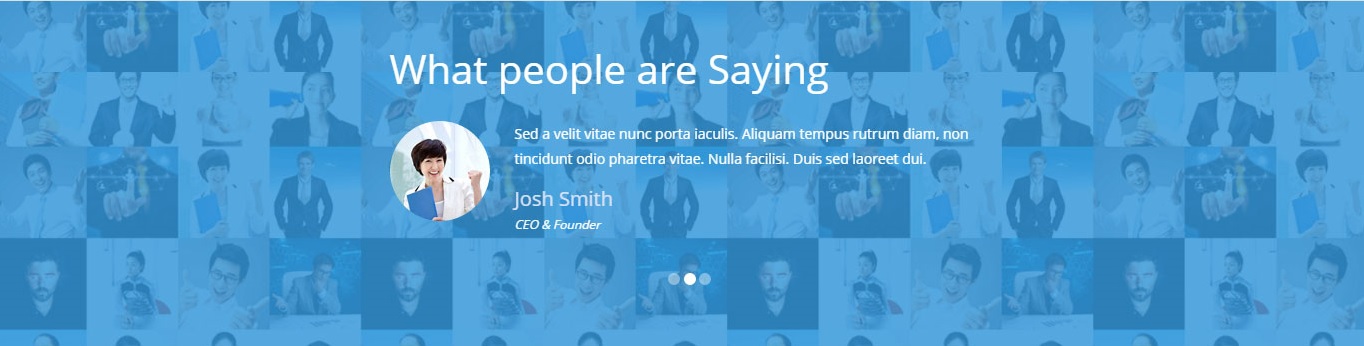 What people are Saying
Sed a velit vitae nunc porta iaculis. Aliquam tempus rutrum diam, non
tincidunt odio pharetra vitae. Nulla facilisi. Duis sed laoreet dui.
Josh Smith
CEO & Founder